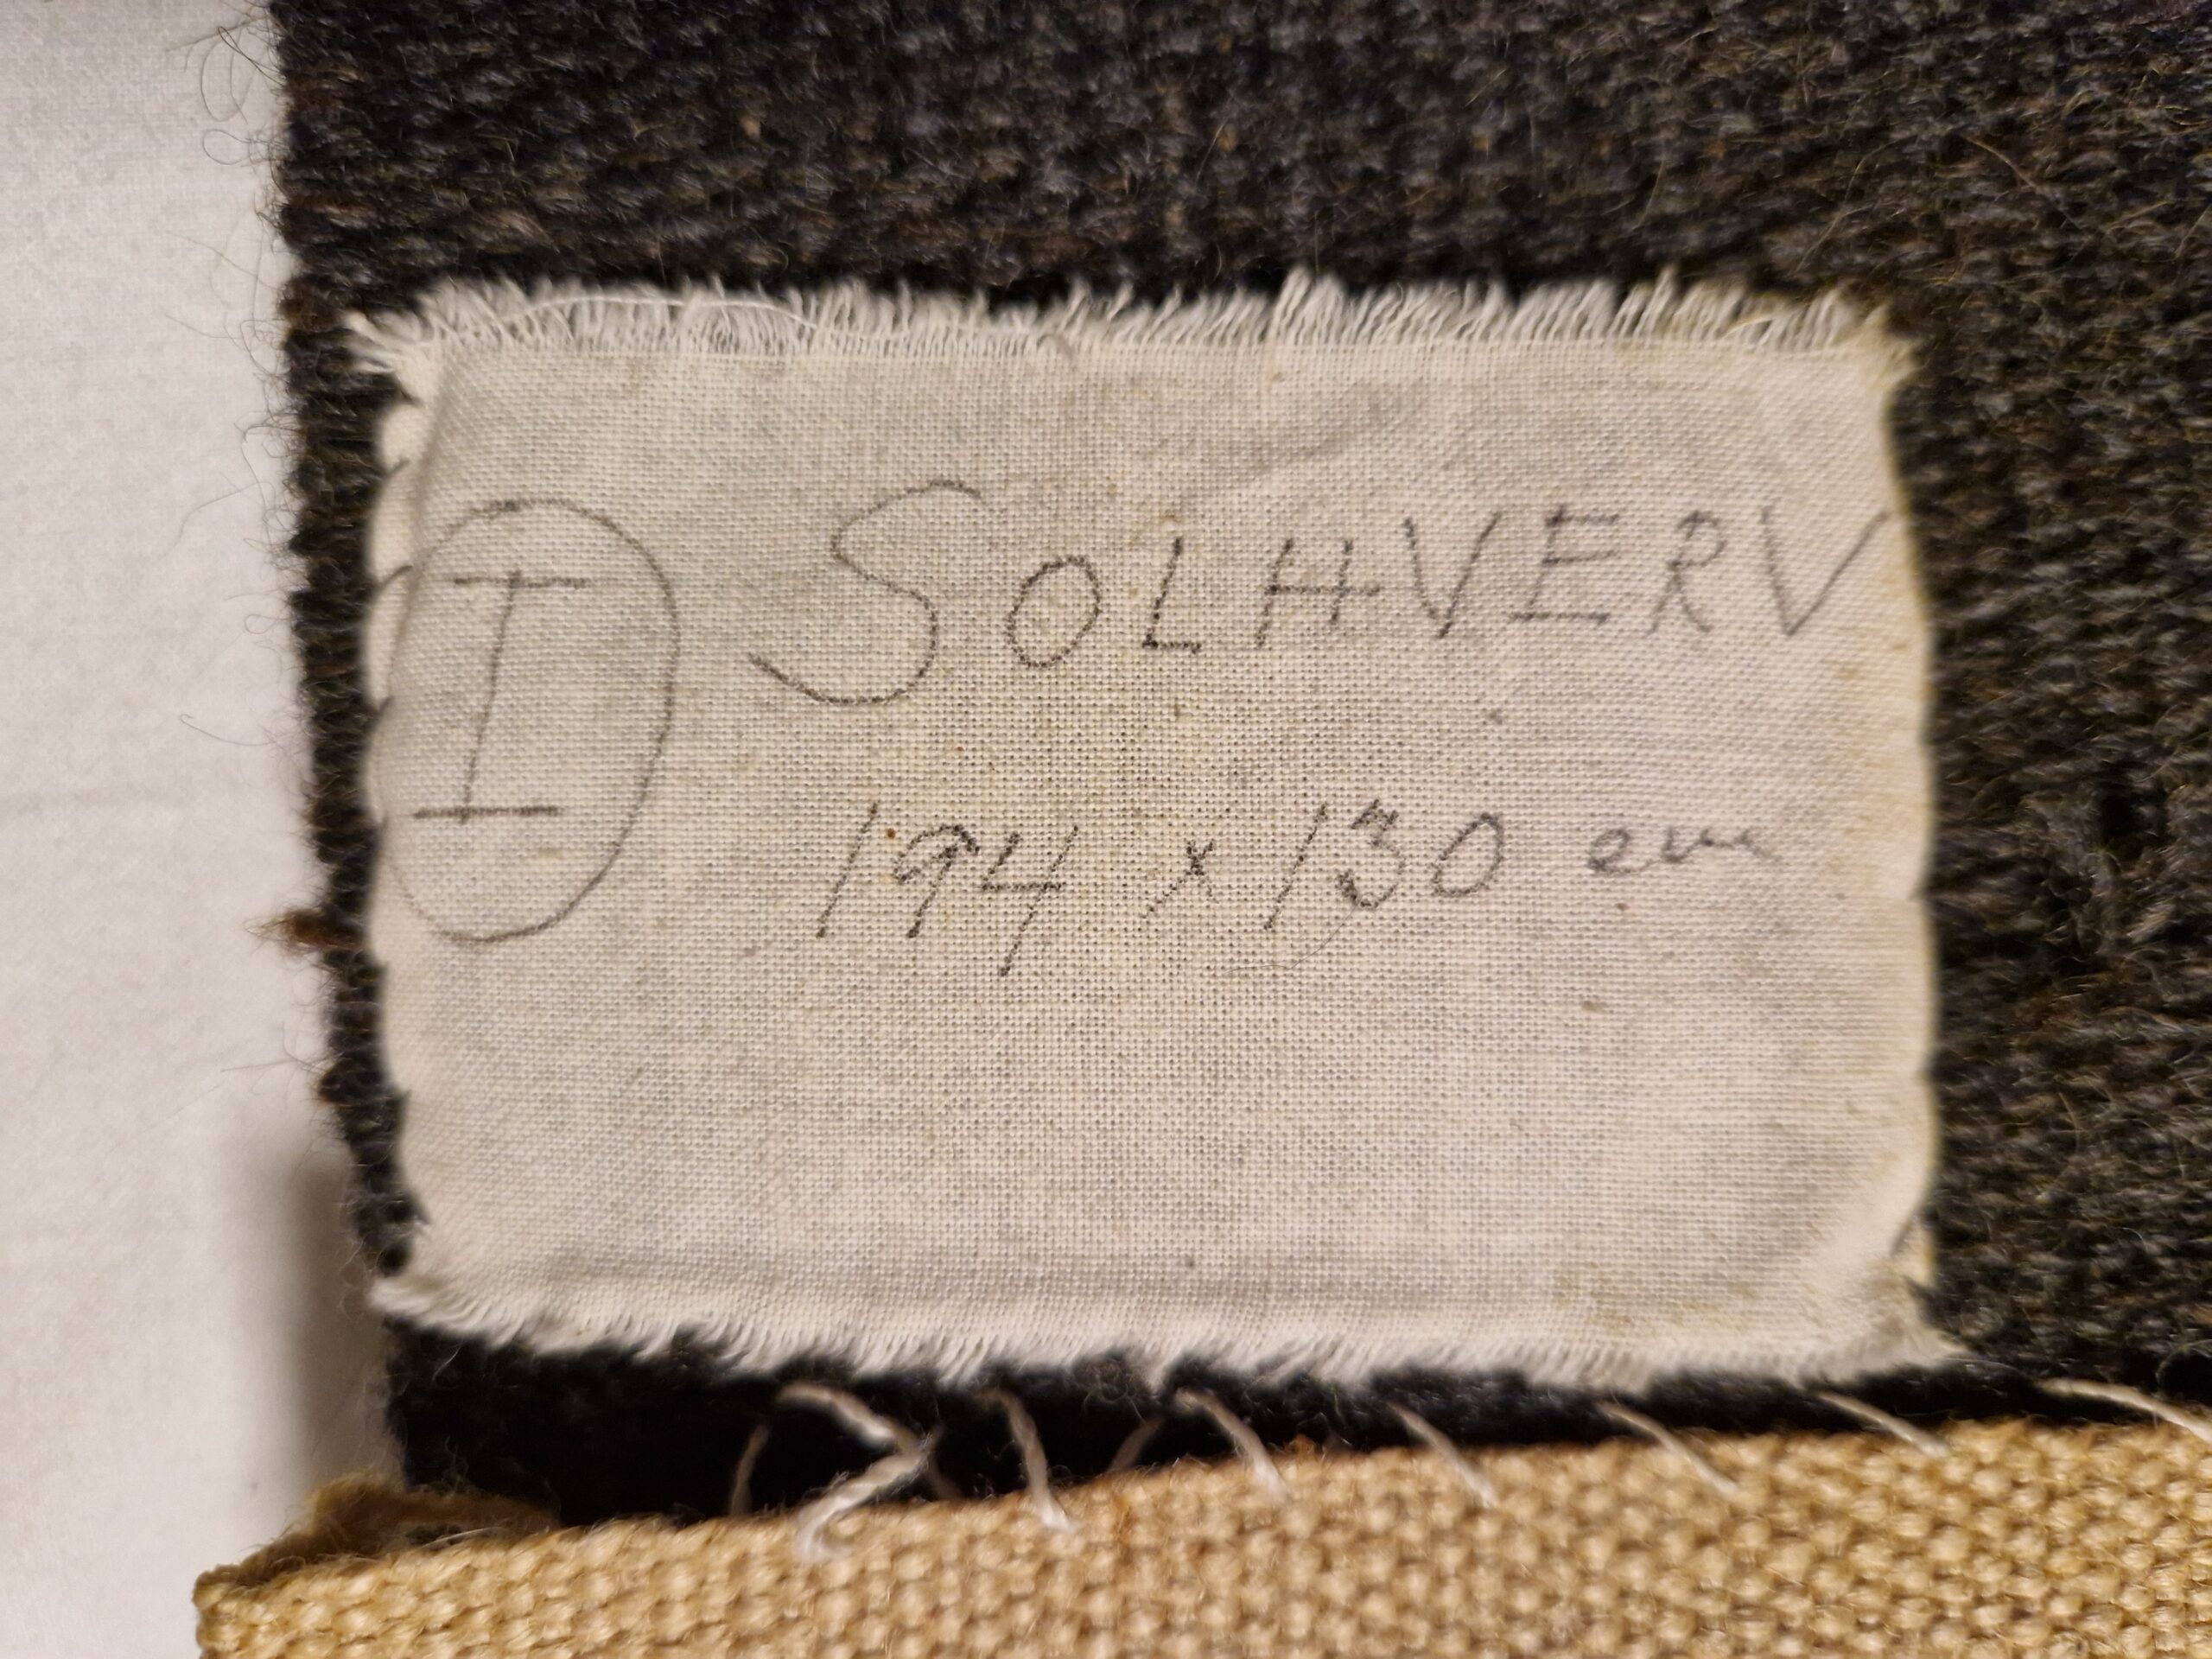 I SOLHVERV
194 x 130 cm